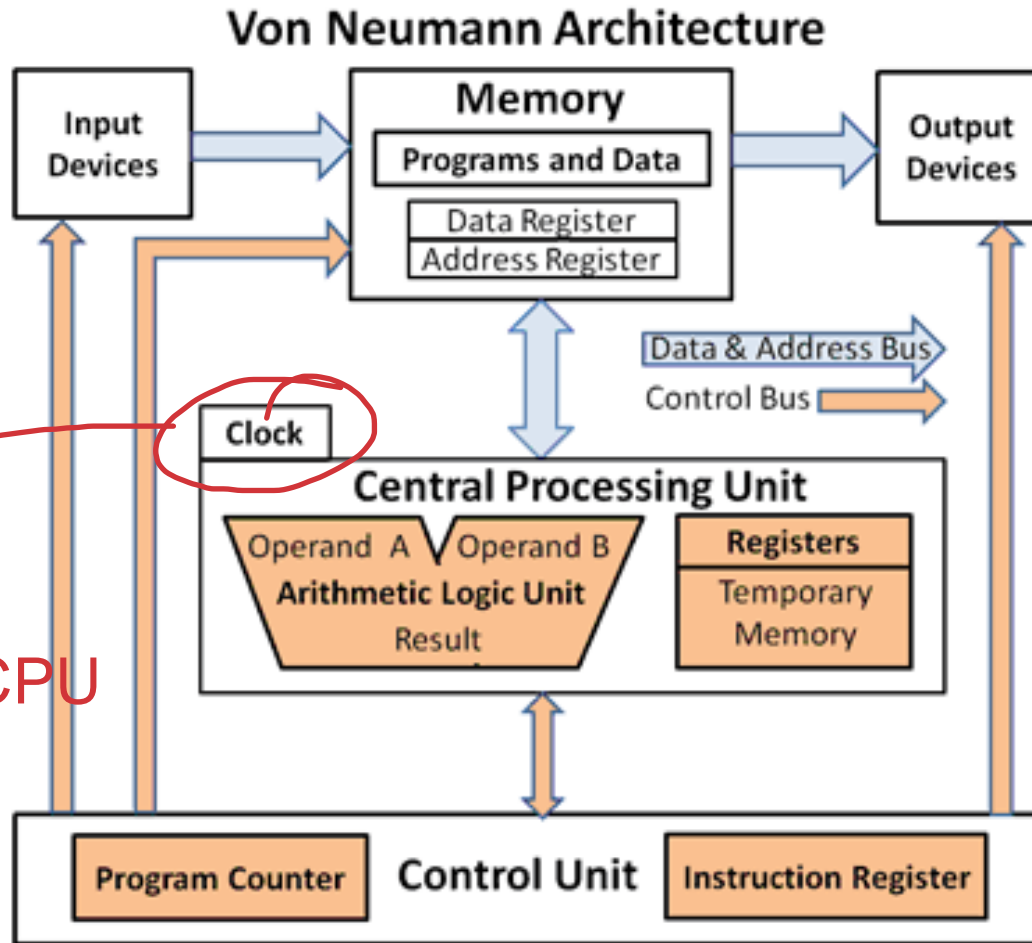 Von Neumann Architecture
Input
Devices
Memory
Programs and Data
Data Register
Address Register
Output
Devices
Data & Address Bus
Control Bus
Clock
Central Processing Unit
Operand A
Operand B
Arithmetic Logic Unit
Result
Registers
Temporary
Memory
CPU
Program Counter
Control Unit
Instruction Register